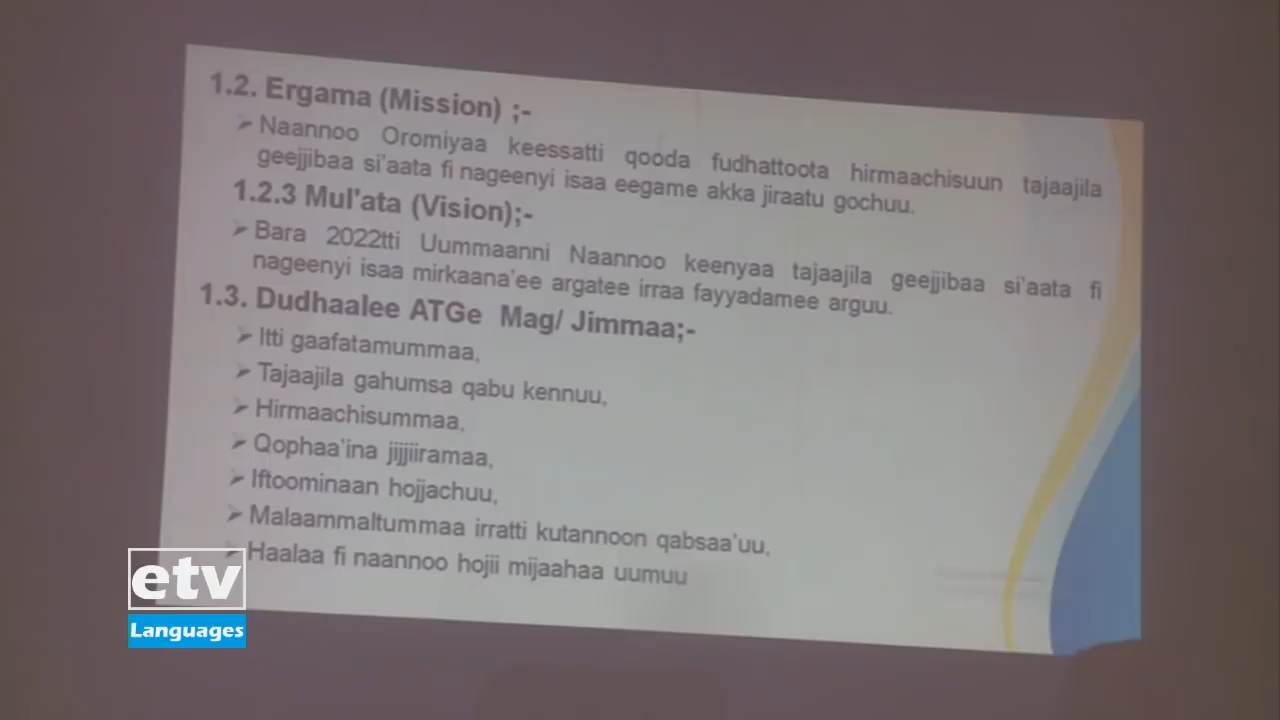 1.2. Ergama (Mission) ;-
➢ Naannoo Oromiyaa keessatti qooda fudhattoota hirmaachisuun tajaajila
geejjibaa si'aata fi nageenyi isaa eegame akka jiraatu gochuu.
1.2.3 Mul'ata (Vision);-
➢ Bara 2022tti Uummaanni Naannoo keenyaa tajaajila geejjibaa si'aata fi
nageenyi isaa mirkaana'ee argatee irraa fayyadamee arguu.
1.3. Dudhaalee ATGe Mag/ Jimmaa;-
➢ Itti gaafatamummaa,
➢ Tajaajila gahumsa qabu kennuu,
➢ Hirmaachisummaa,
➢ Qophaa'ina jijjiiramaa,
➢ Iftoominaan hojjachuu,
➢ Malaammaltummaa irratti kutannoon qabsaa'uu,
➢ Haalaa fi naannoo hojii mijaahaa uumuu
etv
Languages